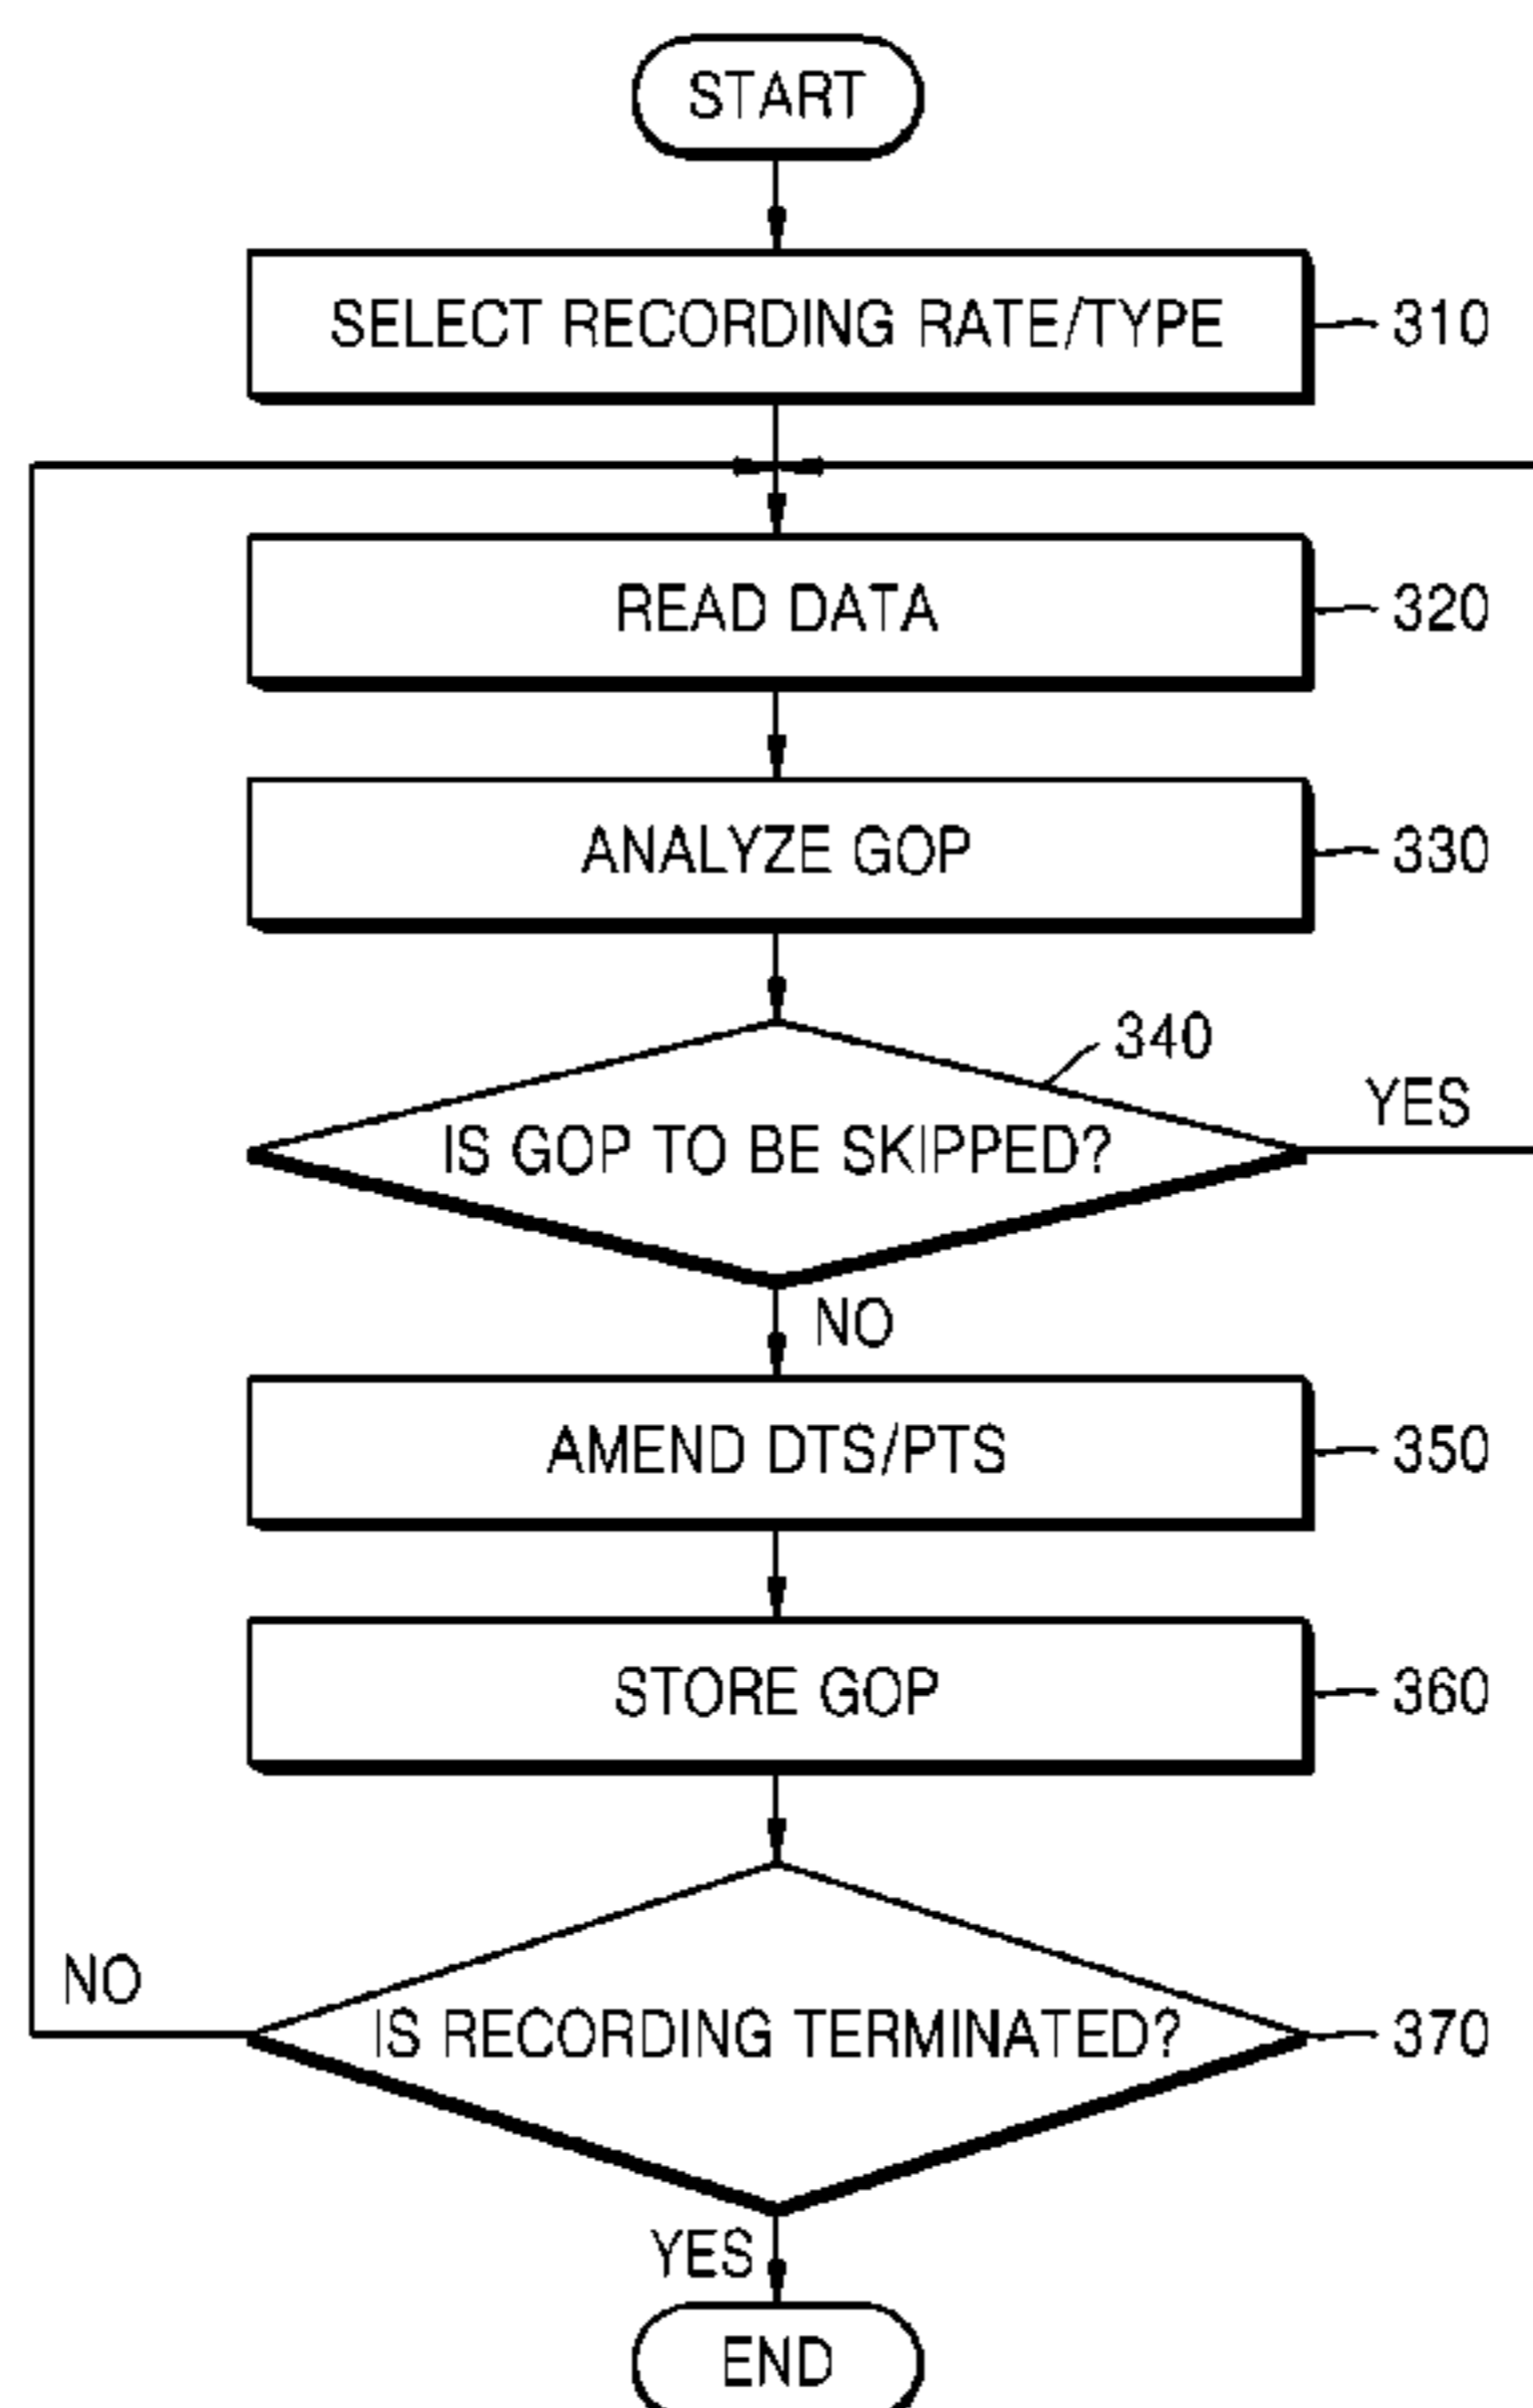 START
SELECT RECORDING RATE/TYPE
310
READ DATA
320
ANALYZE GOP
330
340
IS GOP TO BE SKIPPED?
YES
NO
AMEND DTS/PTS
350
STORE GOP
360
NO
IS RECORDING TERMINATED?
370
YES
END